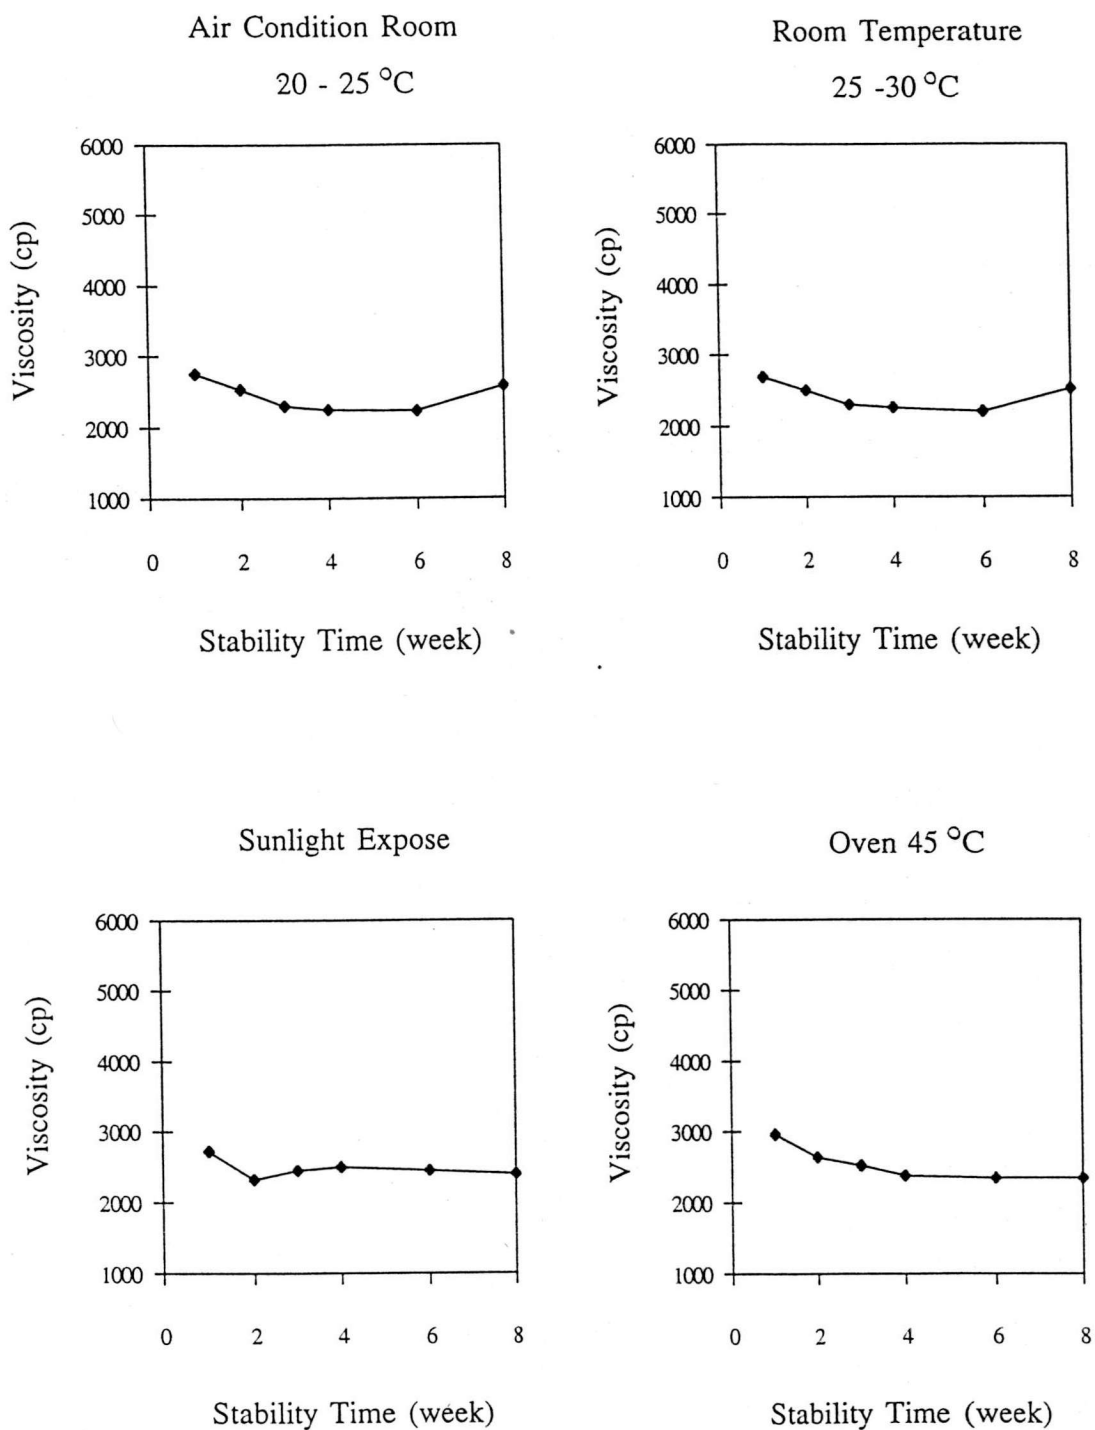 Air Condition Room
20 - 25 °C
6000
5000
4000
3000
2000
1000
Viscosity (cp)
0 2 4 6 8
Stability Time (week)
Room Temperature
25 -30 °C
6000
5000
4000
3000
2000
1000
Viscosity (cp)
0 2 4 6 8
Stability Time (week)
Sunlight Expose
6000
5000
4000
3000
2000
1000
Viscosity (cp)
0 2 4 6 8
Stability Time (week)
Oven 45 °C
6000
5000
4000
3000
2000
1000
Viscosity (cp)
0 2 4 6 8
Stability Time (week)